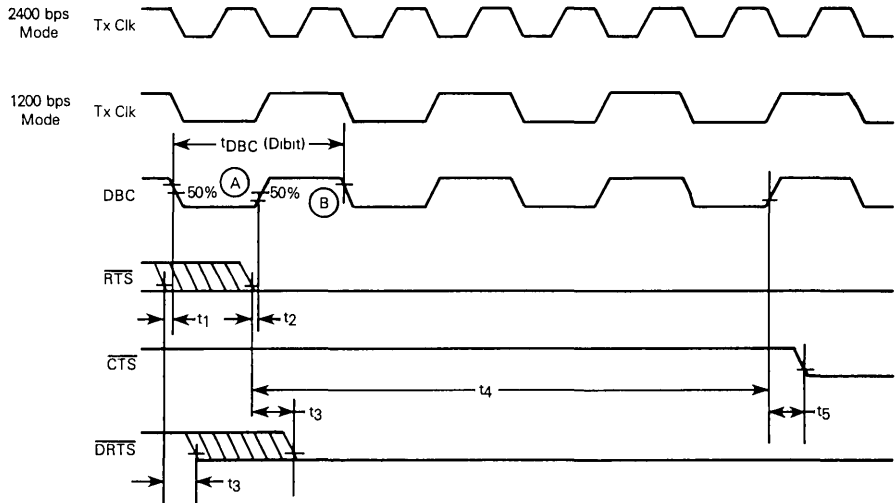 2400 bps
Mode
Tx Clk
1200 bps
Mode
Tx Clk
tDBC (Dibit)
DBC
50%
A
50%
B
RTS
t1
t2
CTS
t4
t3
t5
DRTS
t3